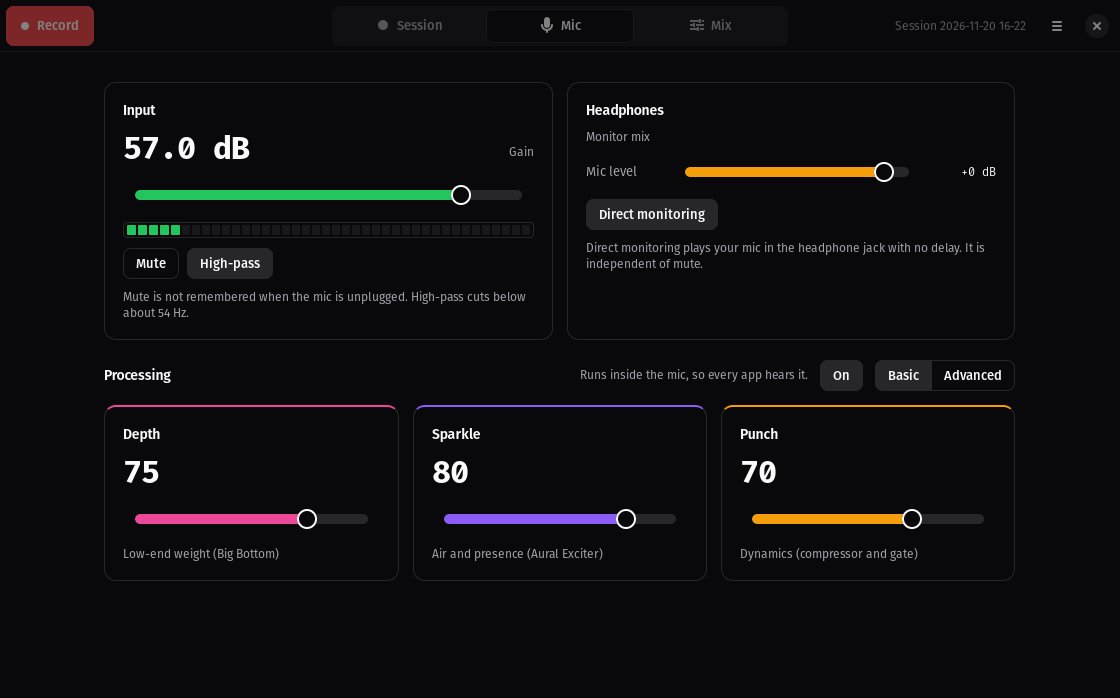 Record
Session
Mic
Mix
Session 2026-11-20 16-22
Input
57.0 dB
Gain
Mute
High-pass
Mute is not remembered when the mic is unplugged. High-pass cuts below
about 54 Hz.
Headphones
Monitor mix
Mic level
+0 dB
Direct monitoring
Direct monitoring plays your mic in the headphone jack with no delay. It is
independent of mute.
Processing
Runs inside the mic, so every app hears it.
On
Basic
Advanced
Depth
75
Low-end weight (Big Bottom)
Sparkle
80
Air and presence (Aural Exciter)
Punch
70
Dynamics (compressor and gate)